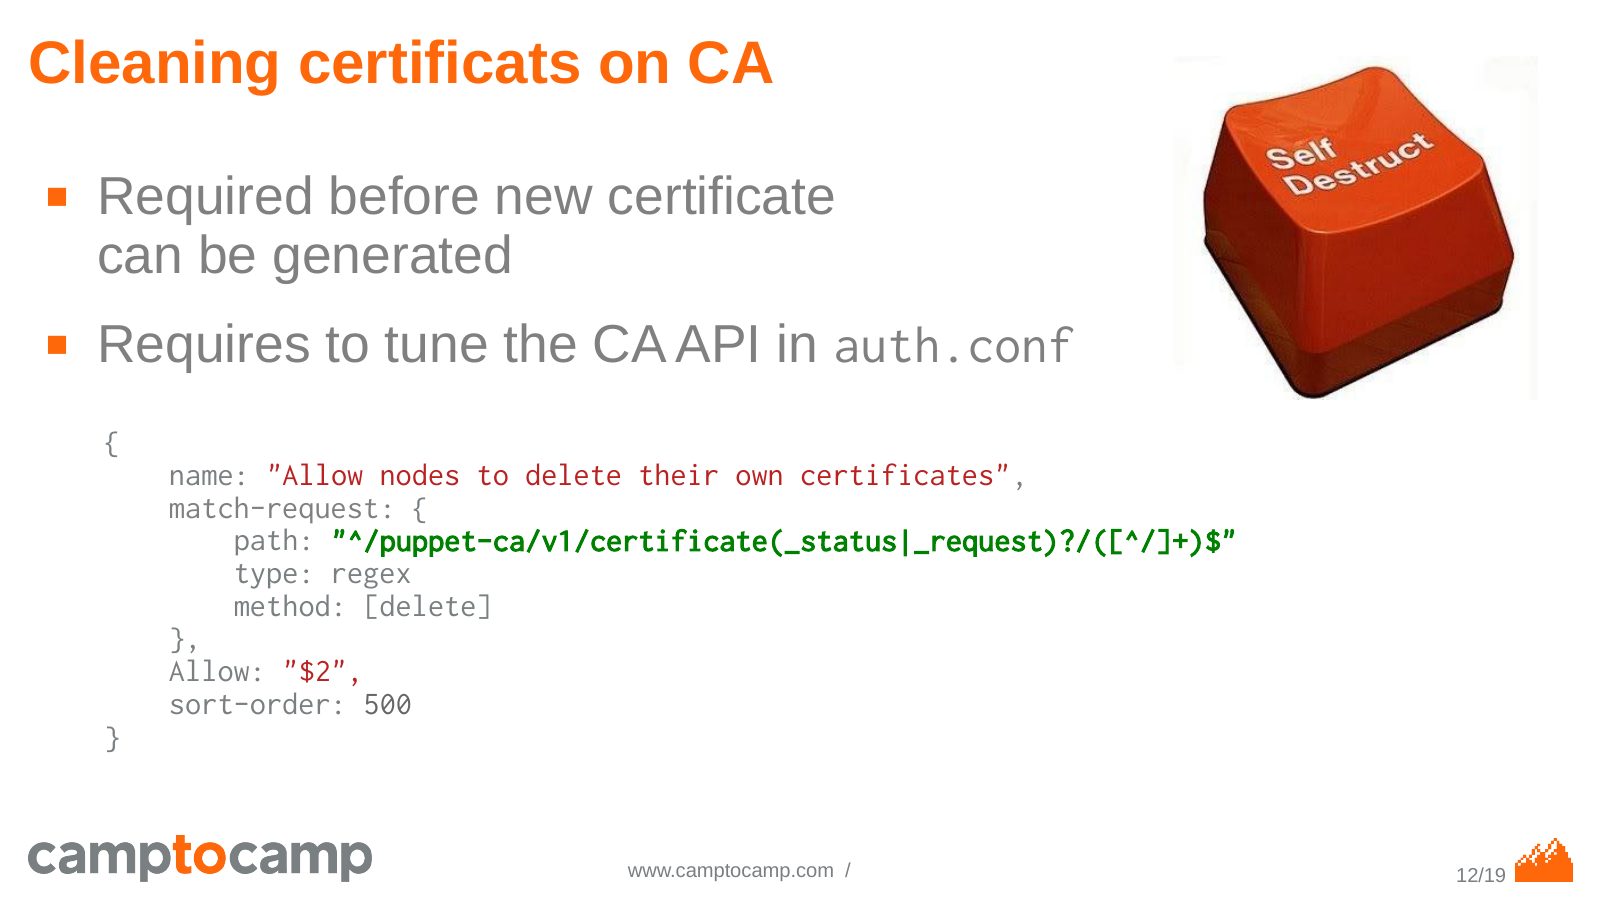 Cleaning certificats on CA
Self
Destruct
Required before new certificate
can be generated
Requires to tune the CA API in auth.conf
{
    name: "Allow nodes to delete their own certificates",
    match-request: {
        path: "^/puppet-ca/v1/certificate(_status|_request)?/([^/]+)$"
        type: regex
        method: [delete]
    },
    Allow: "$2",
    sort-order: 500
}
camptocamp
www.camptocamp.com /
12/19